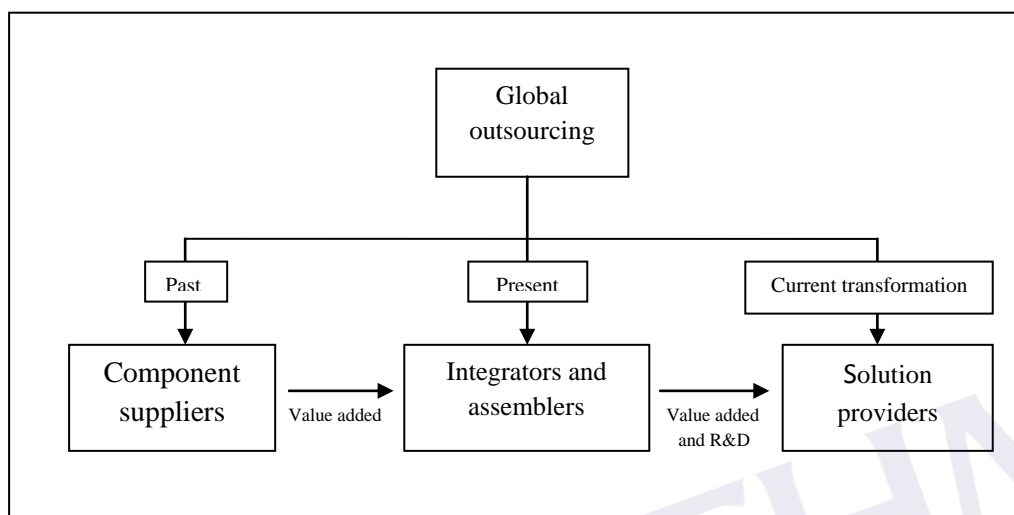 Global
outsourcing
Past
Present
Current transformation
Component
suppliers
Value added
Integrators and
assemblers
Value added
and R&D
Solution
providers